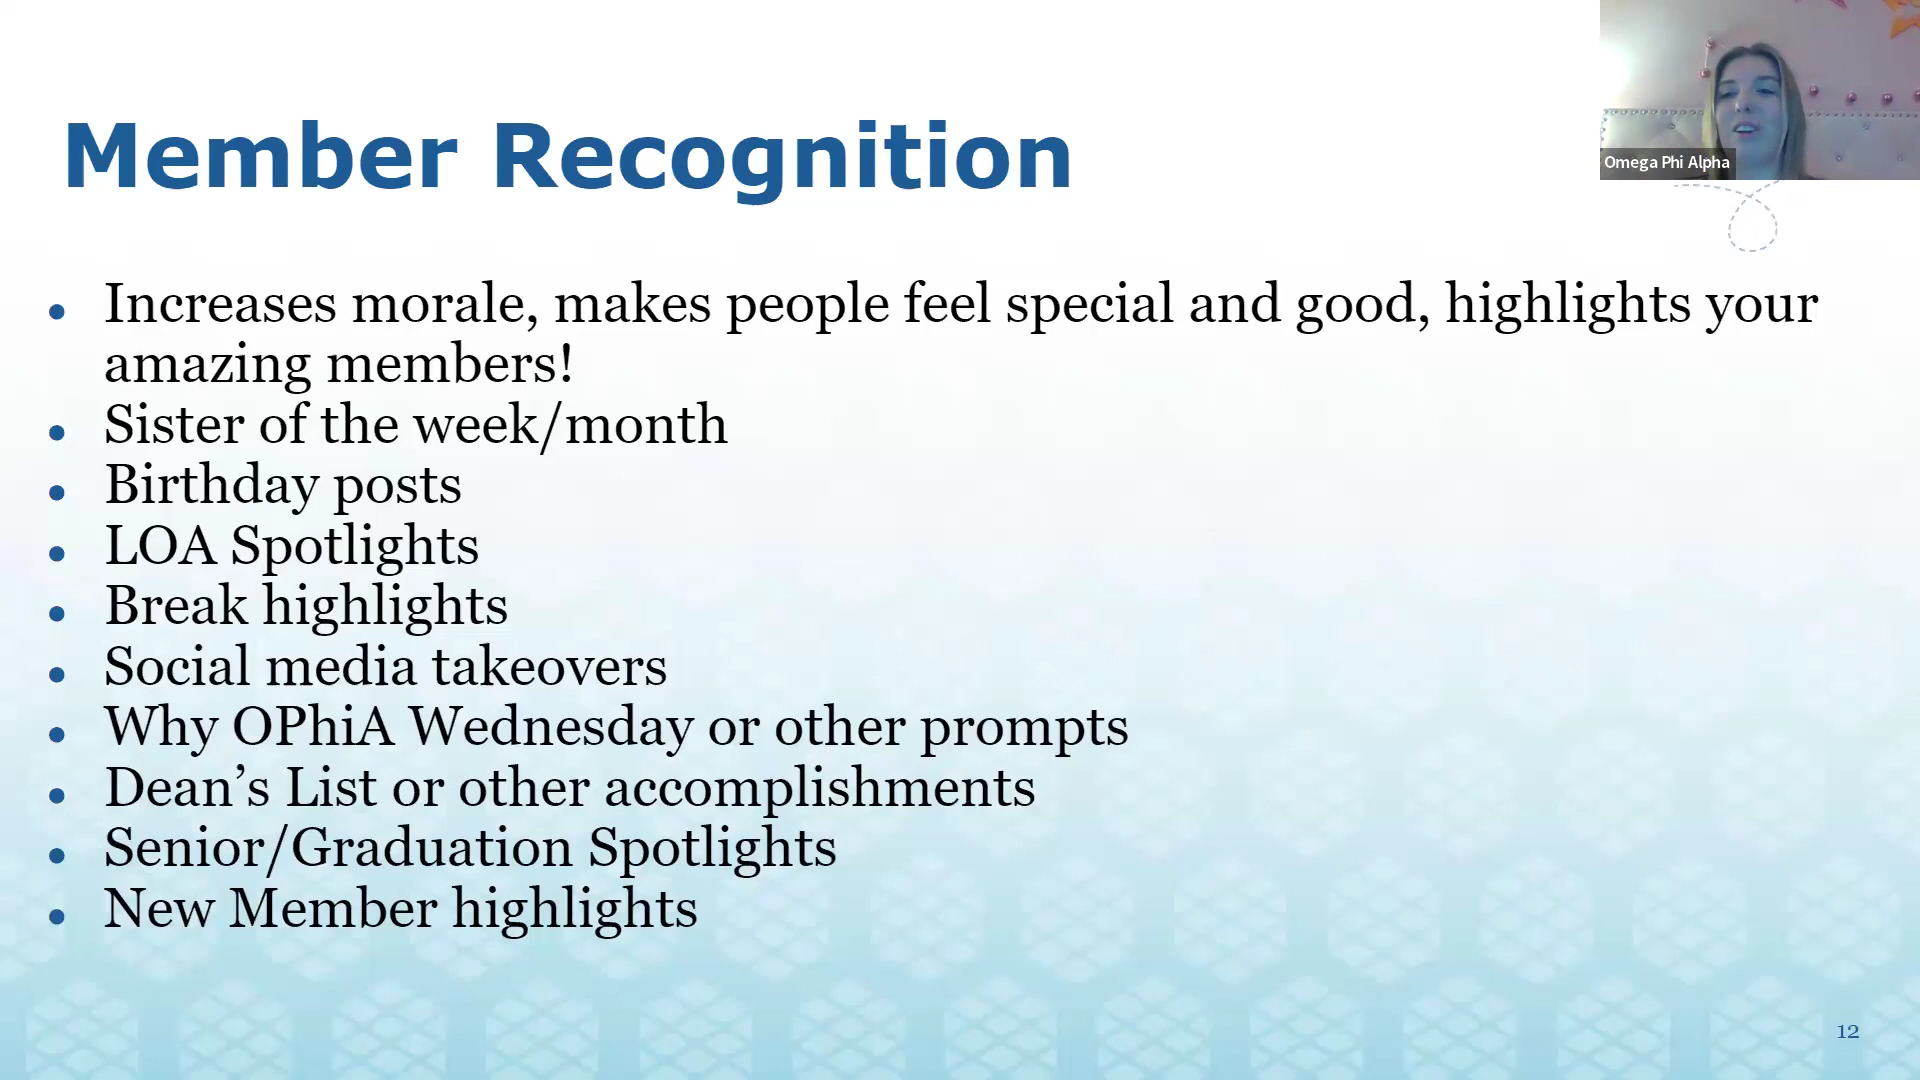 Member Recognition
Omega Phi Alpha
Increases morale, makes people feel special and good, highlights your
amazing members!
Sister of the week/month
Birthday posts
LOA Spotlights
Break highlights
Social media takeovers
Why OPhiA Wednesday or other prompts
Dean’s List or other accomplishments
Senior/Graduation Spotlights
New Member highlights
12